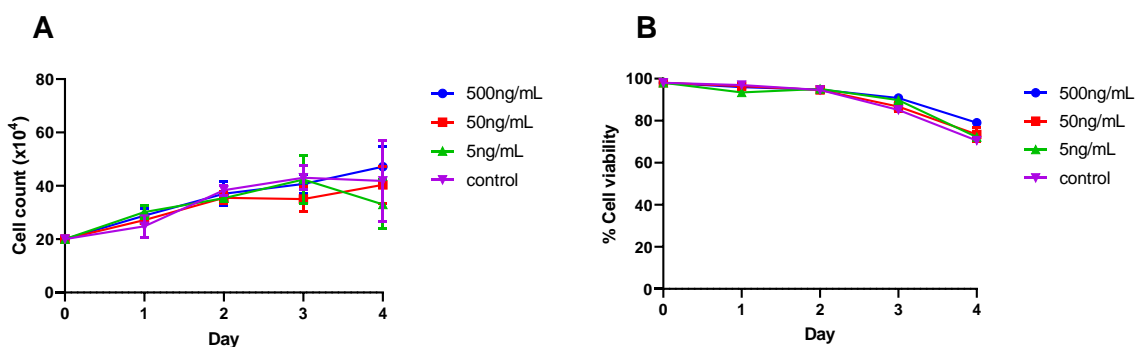 A
Cell count (x10⁴)
80
60
40
20
0
0 1 2 3 4
Day
500ng/mL
50ng/mL
5ng/mL
control
B
% Cell viability
100
80
60
40
20
0
0 1 2 3 4
Day
500ng/mL
50ng/mL
5ng/mL
control